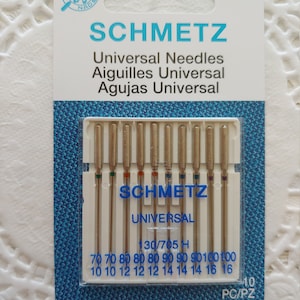 SCHMETZ
Universal Needles
Aiguilles Universal
Agujas Universal
SCHMETZ
UNIVERSAL
130/705 H
70 70 80 80 80 90 90 90 100 100
10 10 12 12 12 14 14 14 16 16
10
PC/PZ